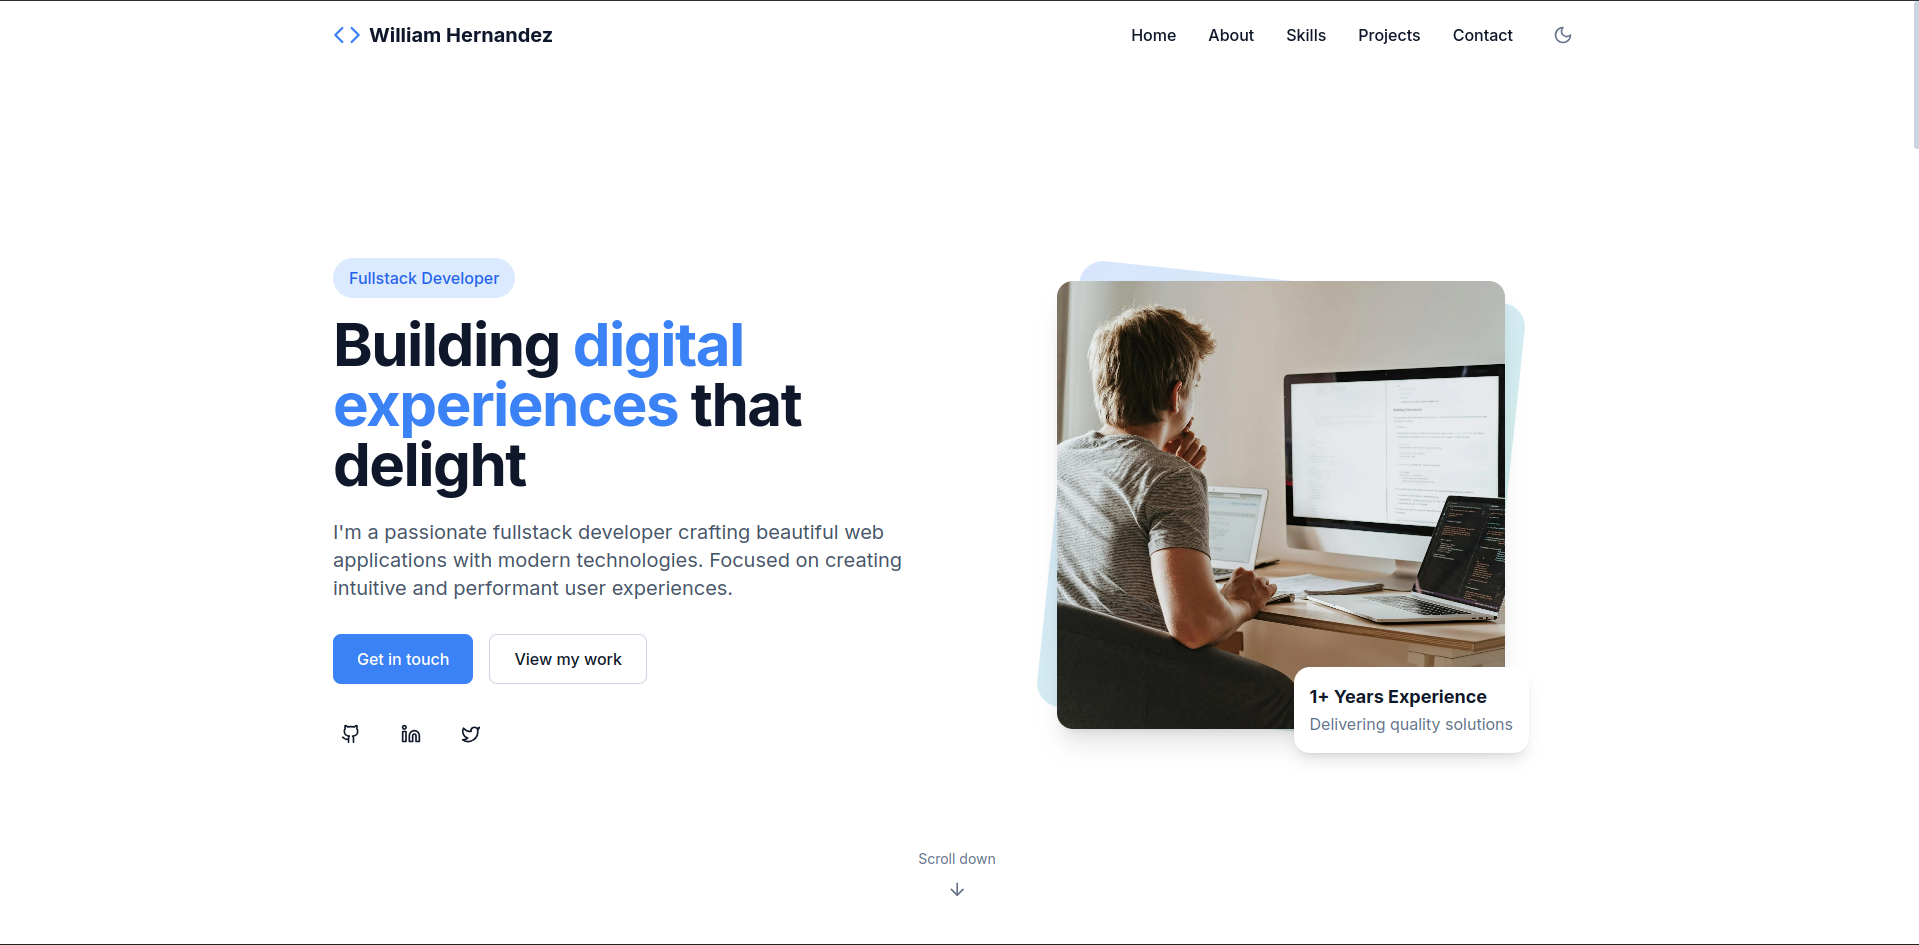 William Hernandez
Home About Skills Projects Contact
Fullstack Developer
Building digital
experiences that
delight
I'm a passionate fullstack developer crafting beautiful web
applications with modern technologies. Focused on creating
intuitive and performant user experiences.
Get in touch View my work
1+ Years Experience
Delivering quality solutions
Scroll down